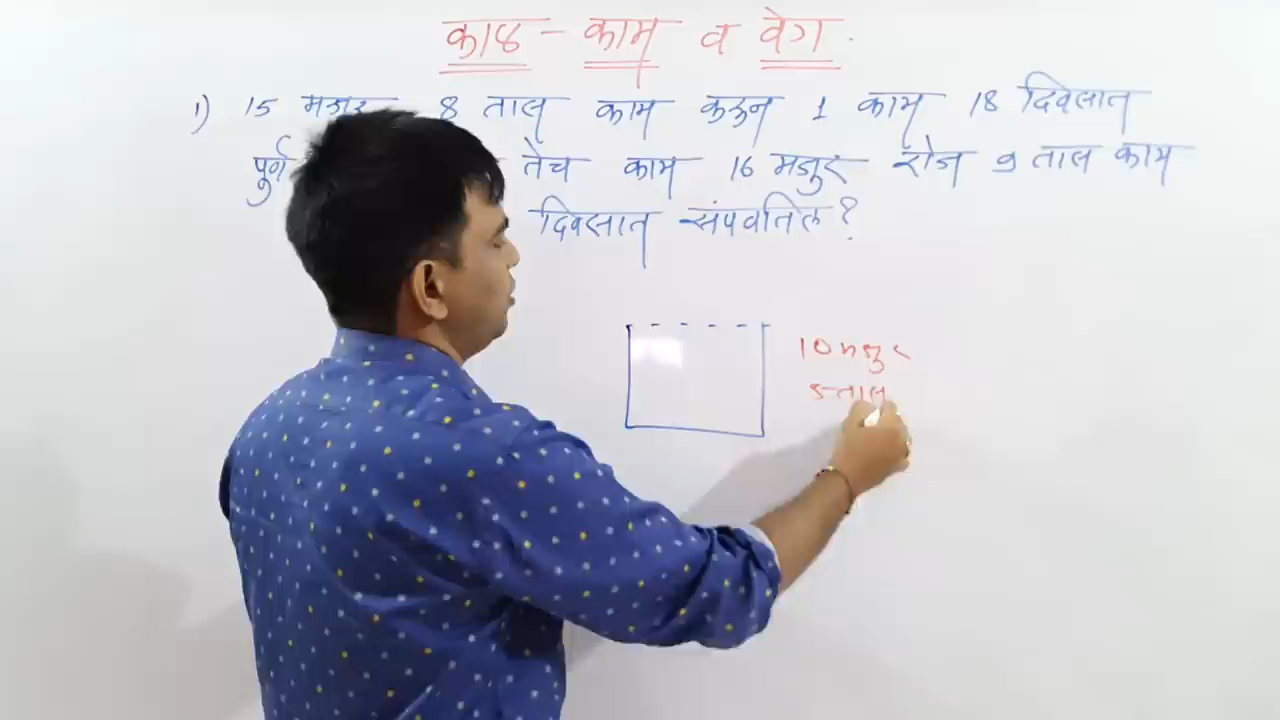 काळ - काम व वेग.
1) 15 मजूर 8 तास काम करून 1 काम 18 दिवसात
पुर्ण तेच काम 16 मजुर रोज 9 तास काम
दिवसात संपवतिल?
10 मजुर
5 तास